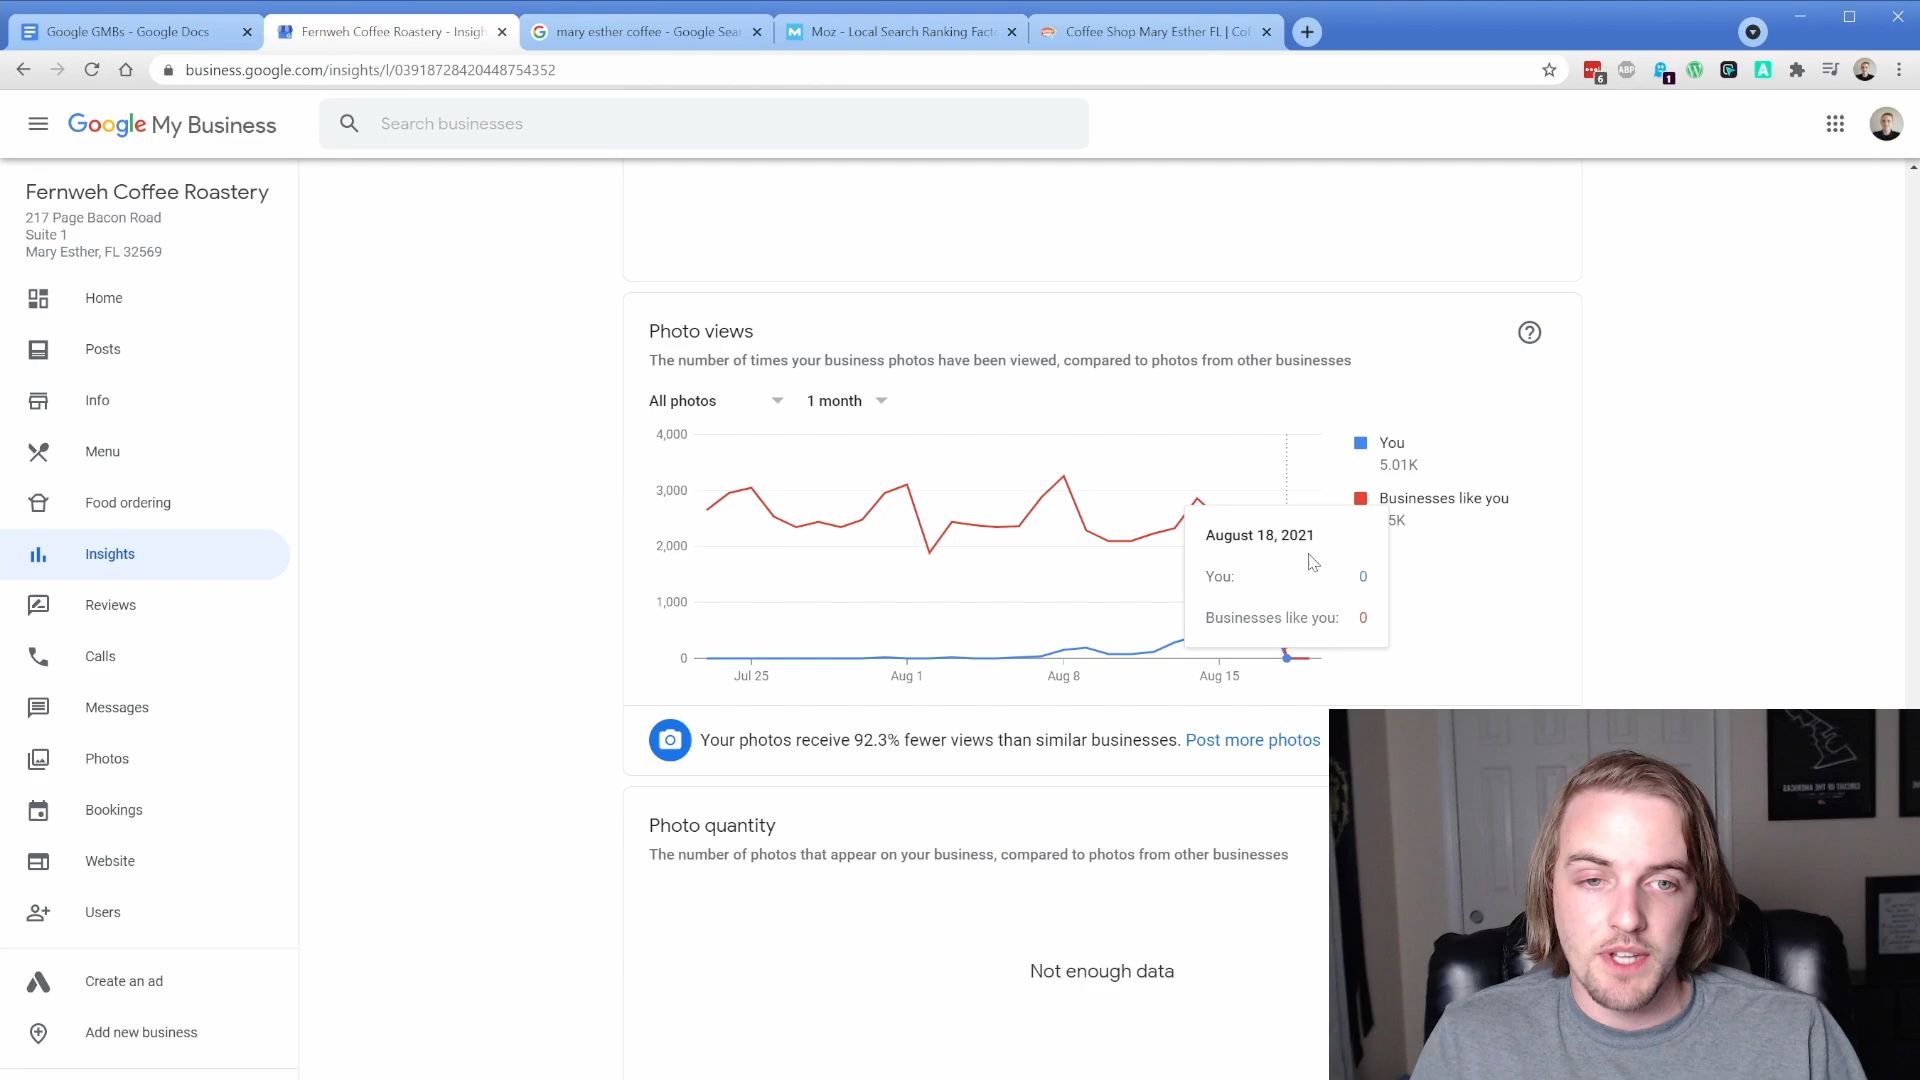 Google GMBs - Google Docs
Fernweh Coffee Roastery - Insigh
mary esther coffee - Google Sear
Moz - Local Search Ranking Facto
Coffee Shop Mary Esther FL | Cof
business.google.com/insights/l/03918728420448754352
6
ABP
1
A
Google My Business
Search businesses
Fernweh Coffee Roastery
217 Page Bacon Road
Suite 1
Mary Esther, FL 32569
Home
Posts
Info
Menu
Food ordering
Insights
Reviews
Calls
Messages
Photos
Bookings
Website
Users
Create an ad
Add new business
Photo views
The number of times your business photos have been viewed, compared to photos from other businesses
All photos
1 month
4,000
3,000
2,000
1,000
0
Jul 25
Aug 1
Aug 8
Aug 15
You
5.01K
Businesses like you
5K
August 18, 2021
You: 0
Businesses like you: 0
Your photos receive 92.3% fewer views than similar businesses. Post more photos
Photo quantity
The number of photos that appear on your business, compared to photos from other businesses
Not enough data